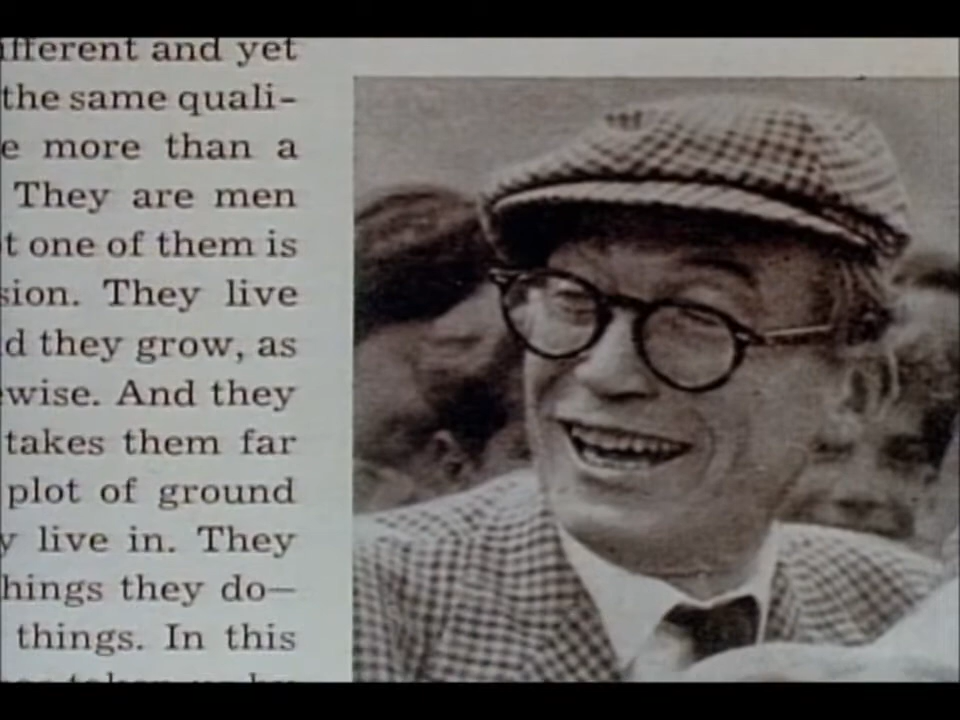 ifferent and yet
the same quali-
e more than a
They are men
t one of them is
sion. They live
d they grow, as
wise. And they
takes them far
plot of ground
y live in. They
hings they do—
things. In this